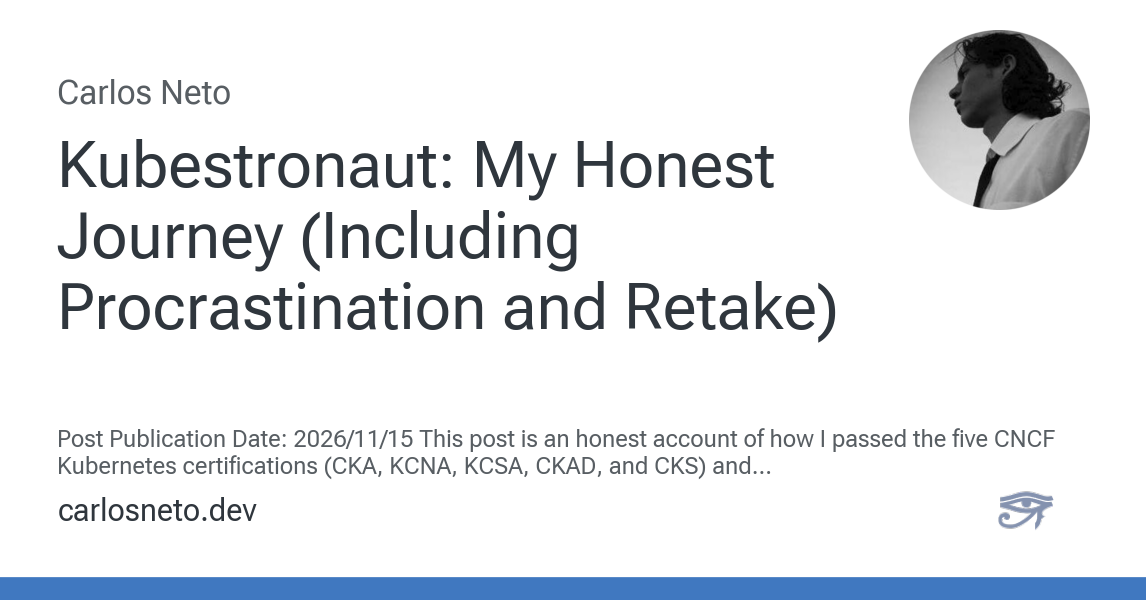 Carlos Neto
Kubestronaut: My Honest
Journey (Including
Procrastination and Retake)
Post Publication Date: 2026/11/15 This post is an honest account of how I passed the five CNCF
Kubernetes certifications (CKA, KCNA, KCSA, CKAD, and CKS) and...
carlosneto.dev